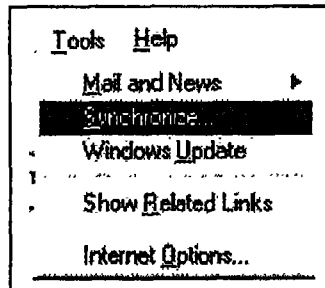 Tools Help
Mail and News
Synchronize...
Windows Update
Show Related Links
Internet Options...